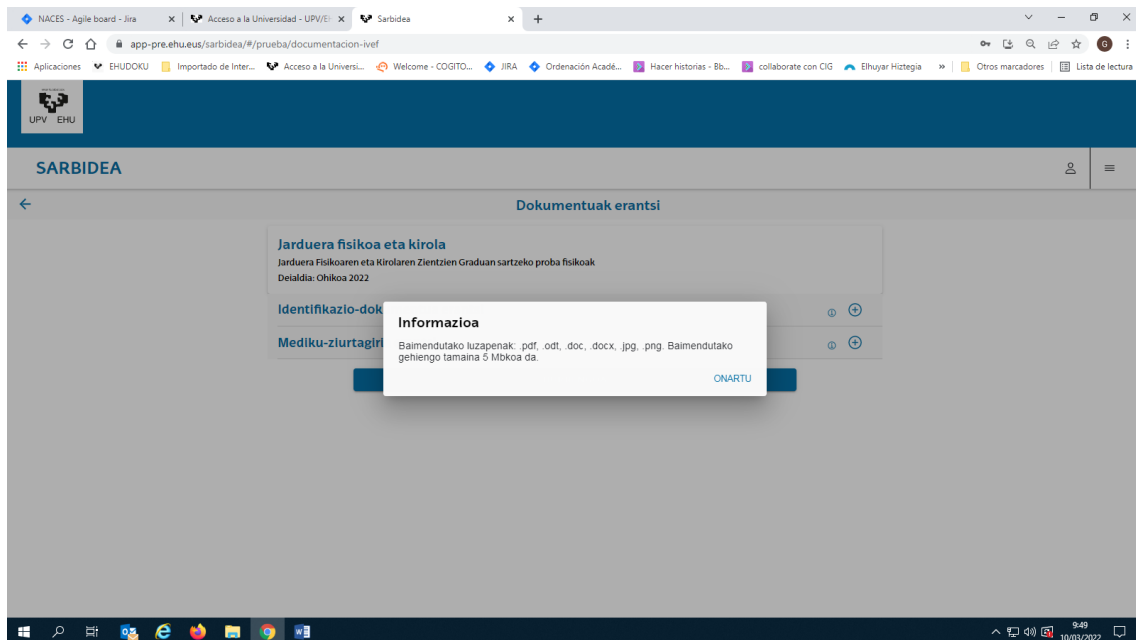 NACES - Agile board - Jira
Acceso a la Universidad - UPV/EH
Sarbidea
app-pre.ehu.eus/sarbidea/#/prueba/documentacion-ivef
G
Aplicaciones EHUDOKU Importado de Inter... Acceso a la Universi... Welcome - COGITO... JIRA Ordenación Acadé... Hacer historias - Bb... collaborate con CIG Elhuyar Hiztegia » Otros marcadores Lista de lectura
UPV EHU
SARBIDEA
Dokumentuak erantsi
Jarduera fisikoa eta kirola
Jarduera Fisikoaren eta Kirolaren Zientzien Graduan sartzeko proba fisikoak
Deialdia: Ohikoa 2022
Identifikazio-dok
Mediku-ziurtagiri
Informazioa
Baimendutako luzapenak: .pdf, .odt, .doc, .docx, .jpg, .png. Baimendutako
gehiengo tamaina 5 Mbkoa da.
ONARTU
9:49
10/03/2022